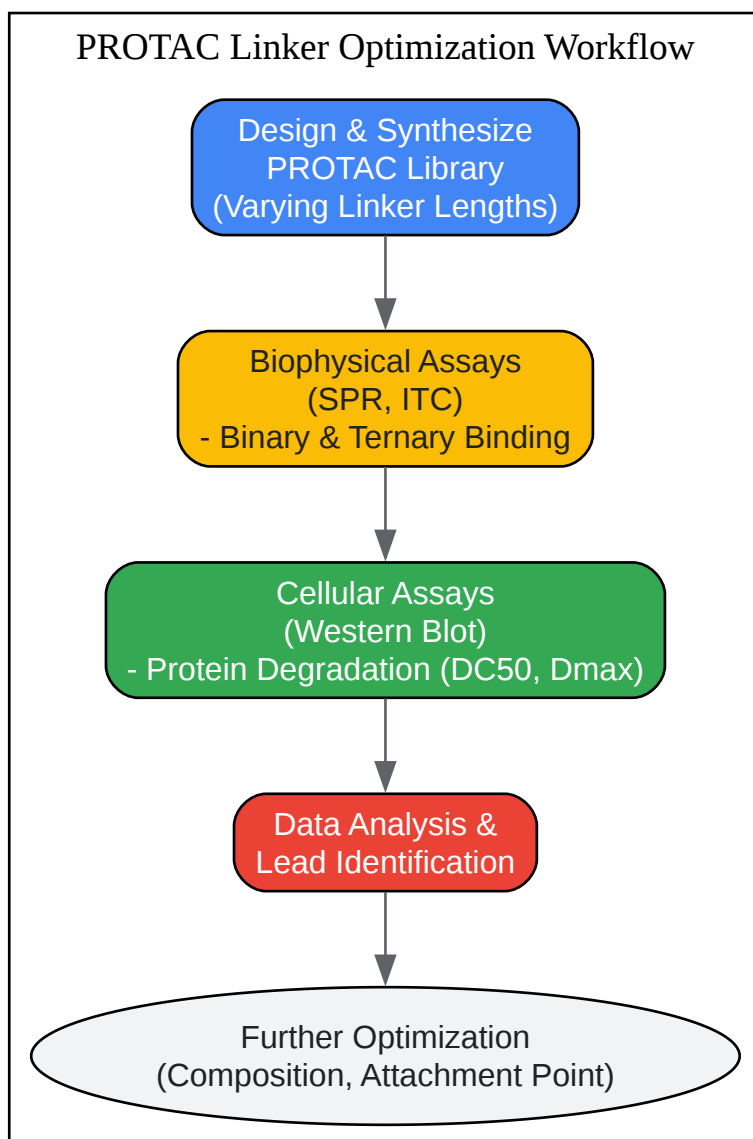 PROTAC Linker Optimization Workflow
Design & Synthesize
PROTAC Library
(Varying Linker Lengths)
Biophysical Assays
(SPR, ITC)
- Binary & Ternary Binding
Cellular Assays
(Western Blot)
- Protein Degradation (DC50, Dmax)
Data Analysis &
Lead Identification
Further Optimization
(Composition, Attachment Point)